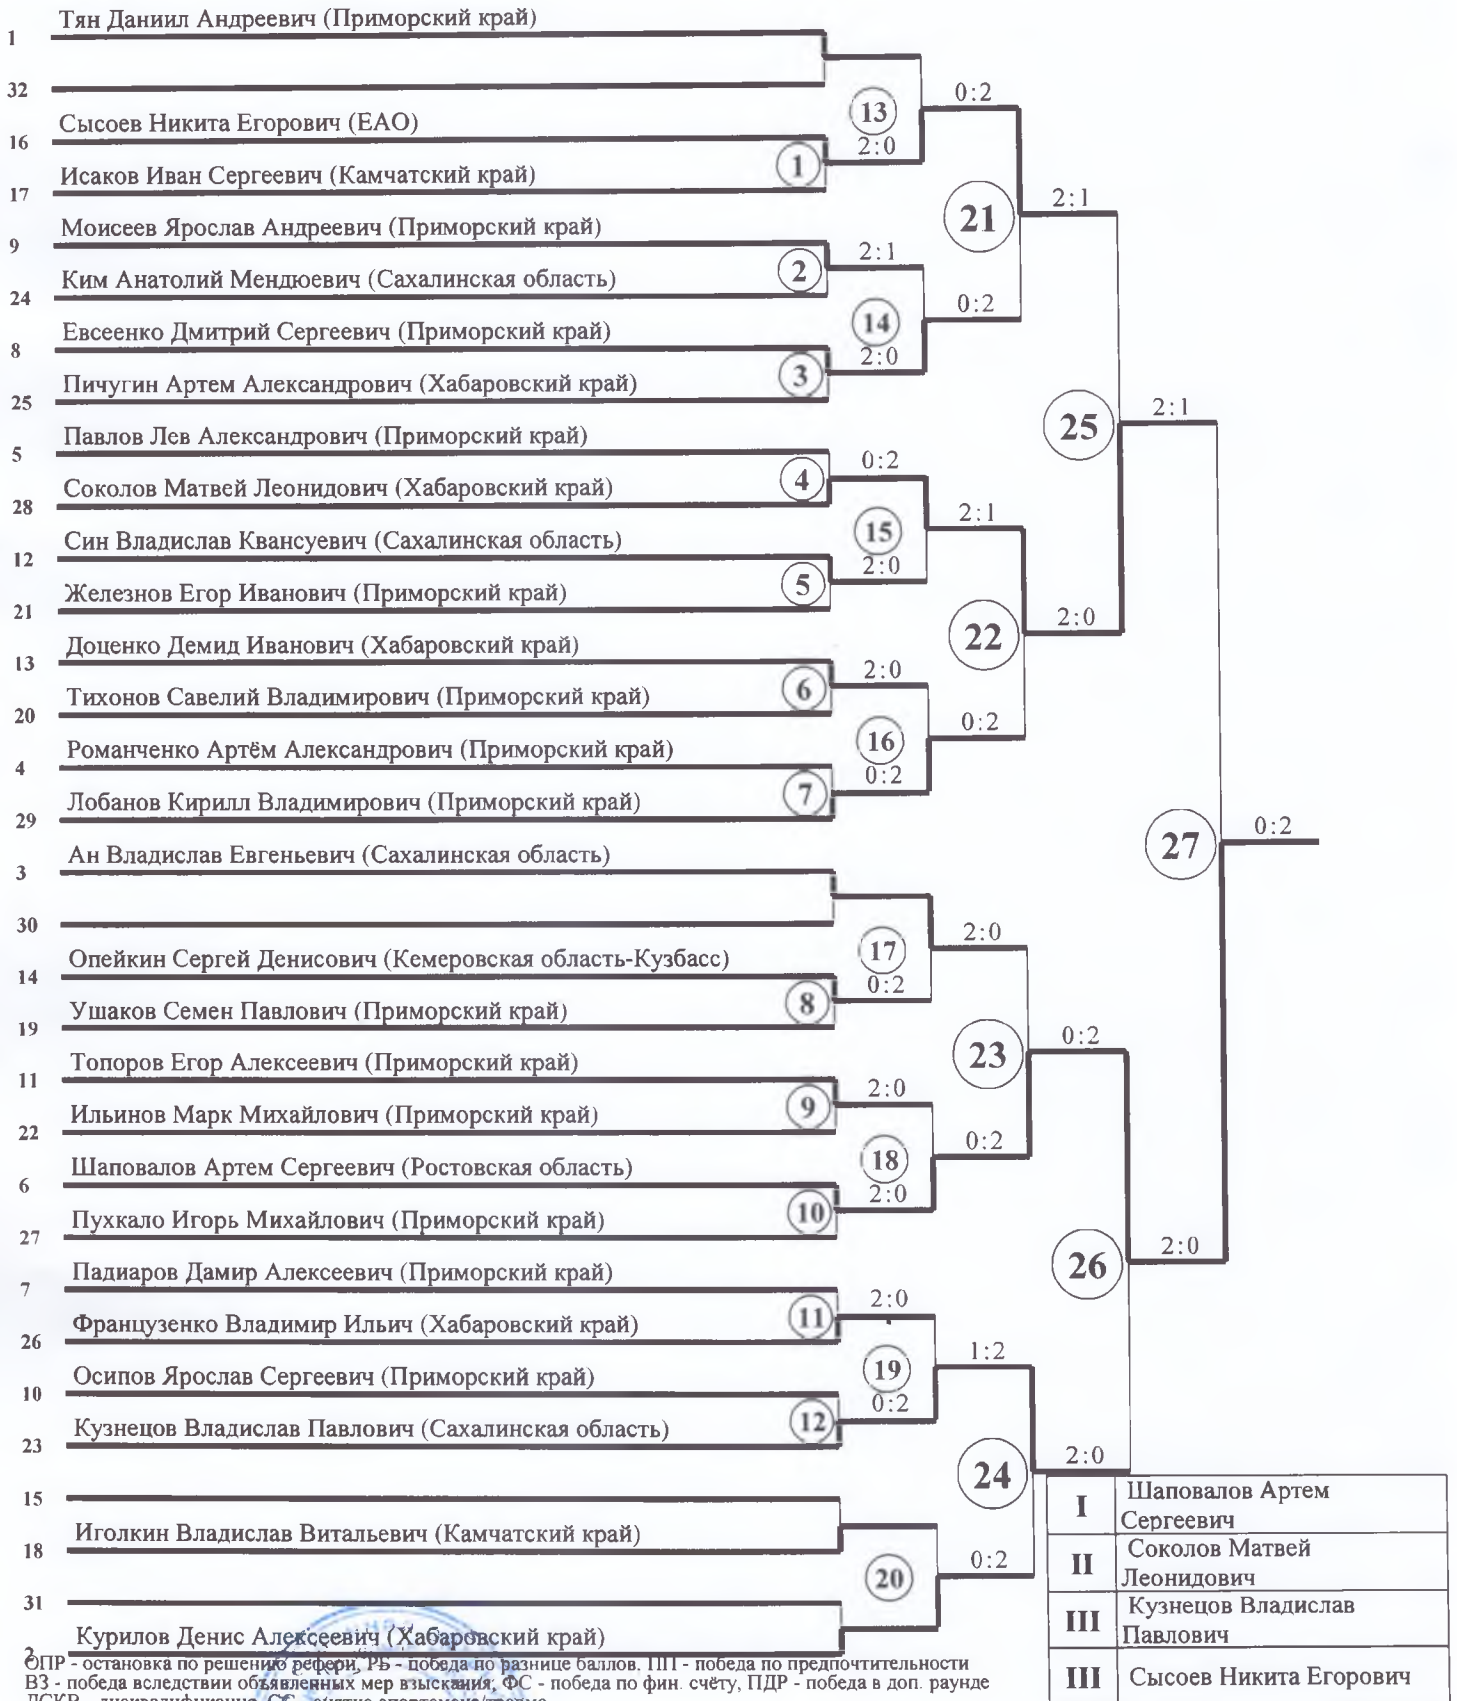 1 Тян Даниил Андреевич (Приморский край)
32
0:2
13
16 Сысоев Никита Егорович (ЕАО)
2:0
1
17 Исаков Иван Сергеевич (Камчатский край)
21
2:1
9 Моисеев Ярослав Андреевич (Приморский край)
2:1
2
24 Ким Анатолий Мендюевич (Сахалинская область)
0:2
14
8 Евсеенко Дмитрий Сергеевич (Приморский край)
2:0
3
25 Пичугин Артем Александрович (Хабаровский край)
25
2:1
5 Павлов Лев Александрович (Приморский край)
0:2
4
28 Соколов Матвей Леонидович (Хабаровский край)
2:1
15
12 Син Владислав Квансуевич (Сахалинская область)
2:0
5
21 Железнов Егор Иванович (Приморский край)
22
2:0
13 Доценко Демид Иванович (Хабаровский край)
2:0
6
20 Тихонов Савелий Владимирович (Приморский край)
0:2
16
4 Романченко Артём Александрович (Приморский край)
0:2
7
29 Лобанов Кирилл Владимирович (Приморский край)
27
0:2
3 Ан Владислав Евгеньевич (Сахалинская область)
30
2:0
17
14 Опейкин Сергей Денисович (Кемеровская область-Кузбасс)
0:2
8
19 Ушаков Семен Павлович (Приморский край)
23
0:2
11 Топоров Егор Алексеевич (Приморский край)
2:0
9
22 Ильинов Марк Михайлович (Приморский край)
0:2
18
6 Шаповалов Артем Сергеевич (Ростовская область)
2:0
10
27 Пухкало Игорь Михайлович (Приморский край)
26
2:0
7 Падиаров Дамир Алексеевич (Приморский край)
2:0
11
26 Французенко Владимир Ильич (Хабаровский край)
1:2
19
10 Осипов Ярослав Сергеевич (Приморский край)
0:2
12
23 Кузнецов Владислав Павлович (Сахалинская область)
24
2:0
15
18 Иголкин Владислав Витальевич (Камчатский край)
0:2
20
31
2 Курилов Денис Алексеевич (Хабаровский край)
I Шаповалов Артем
Сергеевич
II Соколов Матвей
Леонидович
III Кузнецов Владислав
Павлович
III Сысоев Никита Егорович
ОПР - остановка по решению рефери, РБ - победа по разнице баллов, ПП - победа по предпочтительности
ВЗ - победа вследствии объявленных мер взыскания; ФС - победа по фин. счёту, ПДР - победа в доп. раунде